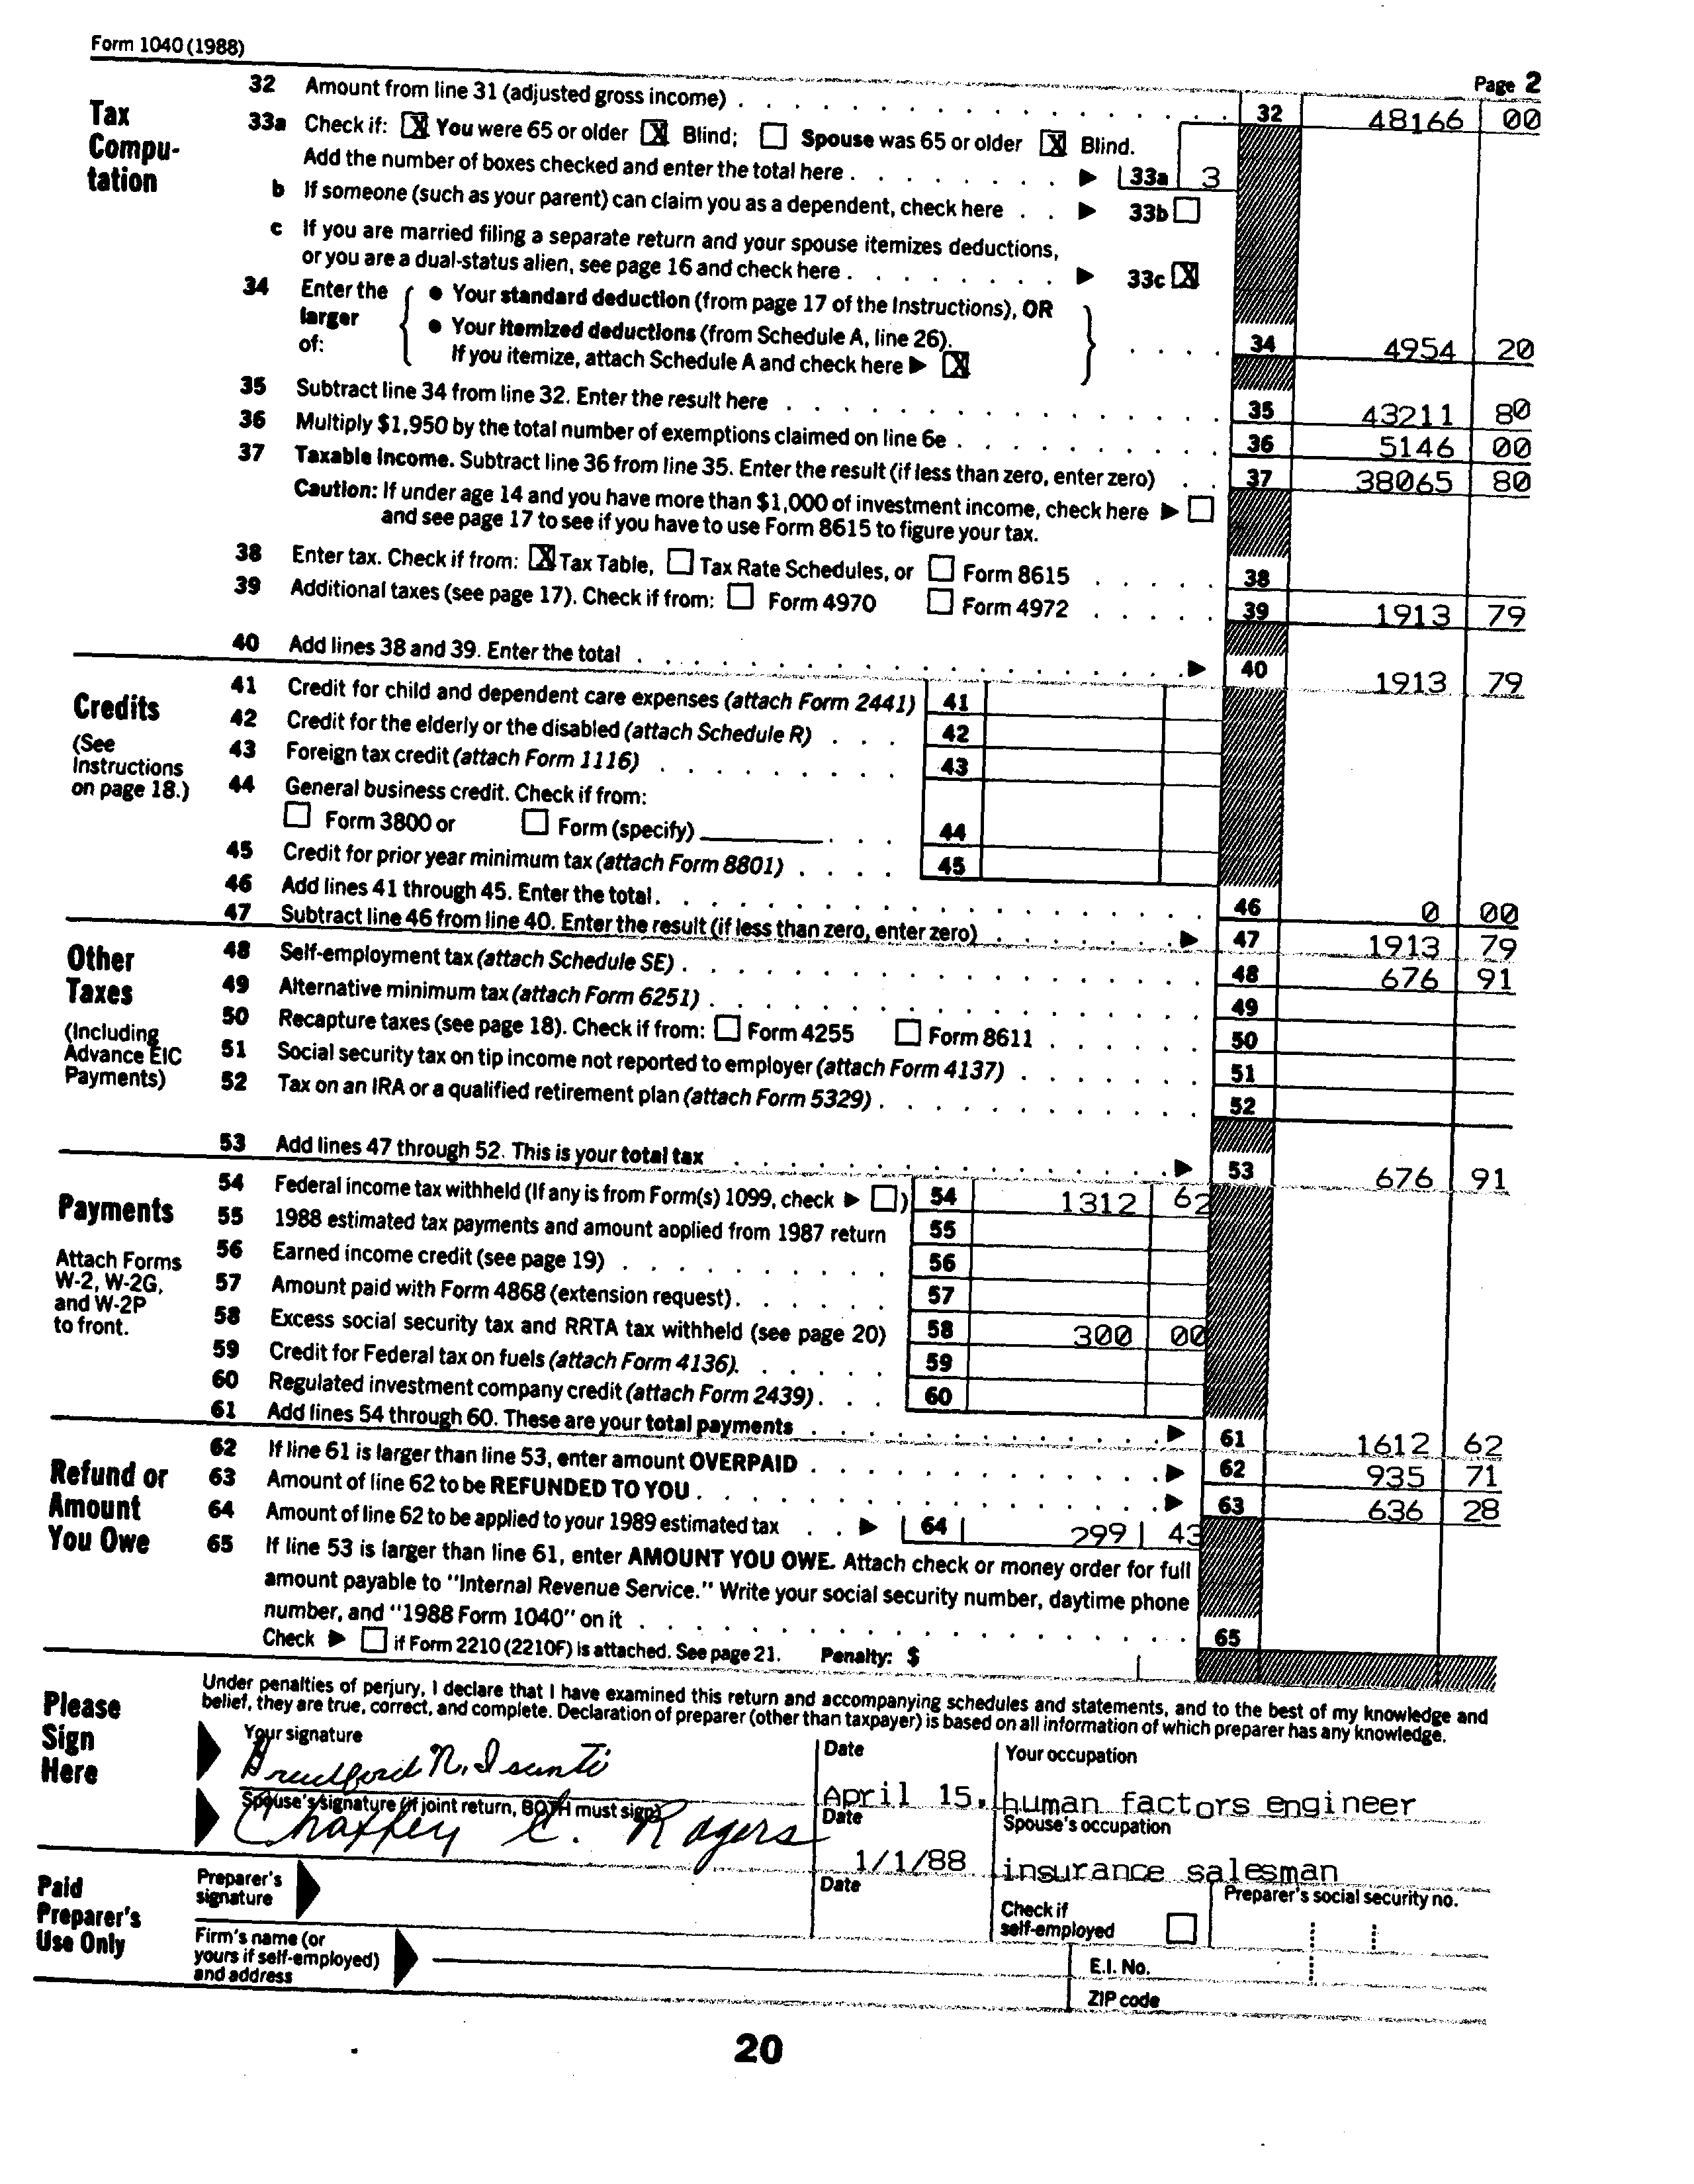 Form 1040 (1988)
Page 2
Tax Compu-tation
32 Amount from line 31 (adjusted gross income) . . . 32 48166 00
33a Check if: [X] You were 65 or older [X] Blind; [ ] Spouse was 65 or older [X] Blind.
Add the number of boxes checked and enter the total here . . . ▶ 33a 3
b If someone (such as your parent) can claim you as a dependent, check here . . ▶ 33b [ ]
c If you are married filing a separate return and your spouse itemizes deductions,
or you are a dual-status alien, see page 16 and check here . . . ▶ 33c [X]
34 Enter the larger of:
• Your standard deduction (from page 17 of the Instructions), OR
• Your itemized deductions (from Schedule A, line 26).
If you itemize, attach Schedule A and check here ▶ [X] . . . . 34 4954 20
35 Subtract line 34 from line 32. Enter the result here . . . 35 43211 80
36 Multiply $1,950 by the total number of exemptions claimed on line 6e . . . 36 5146 00
37 Taxable income. Subtract line 36 from line 35. Enter the result (if less than zero, enter zero) . . 37 38065 80
Caution: If under age 14 and you have more than $1,000 of investment income, check here ▶ [ ]
and see page 17 to see if you have to use Form 8615 to figure your tax.
38 Enter tax. Check if from: [X] Tax Table, [ ] Tax Rate Schedules, or [ ] Form 8615 . . . . 38
39 Additional taxes (see page 17). Check if from: [ ] Form 4970 [ ] Form 4972 . . . . . 39 1913 79
40 Add lines 38 and 39. Enter the total . . . ▶ 40 1913 79
Credits
(See Instructions on page 18.)
41 Credit for child and dependent care expenses (attach Form 2441) 41
42 Credit for the elderly or the disabled (attach Schedule R) . . . 42
43 Foreign tax credit (attach Form 1116) . . . 43
44 General business credit. Check if from:
[ ] Form 3800 or [ ] Form (specify) ______ . . . 44
45 Credit for prior year minimum tax (attach Form 8801) . . . . 45
46 Add lines 41 through 45. Enter the total. . . . 46 0 00
47 Subtract line 46 from line 40. Enter the result (if less than zero, enter zero) . . . ▶ 47 1913 79
Other Taxes
(Including Advance EIC Payments)
48 Self-employment tax (attach Schedule SE) . . . 48 676 91
49 Alternative minimum tax (attach Form 6251) . . . 49
50 Recapture taxes (see page 18). Check if from: [ ] Form 4255 [ ] Form 8611 . . . 50
51 Social security tax on tip income not reported to employer (attach Form 4137) . . . 51
52 Tax on an IRA or a qualified retirement plan (attach Form 5329) . . . 52
53 Add lines 47 through 52. This is your total tax . . . ▶ 53 676 91
Payments
Attach Forms W-2, W-2G, and W-2P to front.
54 Federal income tax withheld (If any is from Form(s) 1099, check ▶ [ ]) 54 1312 62
55 1988 estimated tax payments and amount applied from 1987 return 55
56 Earned income credit (see page 19) . . . 56
57 Amount paid with Form 4868 (extension request) . . . 57
58 Excess social security tax and RRTA tax withheld (see page 20) 58 300 00
59 Credit for Federal tax on fuels (attach Form 4136). . . . 59
60 Regulated investment company credit (attach Form 2439) . . . 60
61 Add lines 54 through 60. These are your total payments . . . ▶ 61 1612 62
Refund or Amount You Owe
62 If line 61 is larger than line 53, enter amount OVERPAID . . . ▶ 62 935 71
63 Amount of line 62 to be REFUNDED TO YOU . . . ▶ 63 636 28
64 Amount of line 62 to be applied to your 1989 estimated tax . . ▶ 64 299 43
65 If line 53 is larger than line 61, enter AMOUNT YOU OWE. Attach check or money order for full
amount payable to "Internal Revenue Service." Write your social security number, daytime phone
number, and "1988 Form 1040" on it . . . 65
Check ▶ [ ] if Form 2210 (2210F) is attached. See page 21. Penalty: $
Please Sign Here
Under penalties of perjury, I declare that I have examined this return and accompanying schedules and statements, and to the best of my knowledge and
belief, they are true, correct, and complete. Declaration of preparer (other than taxpayer) is based on all information of which preparer has any knowledge.
Your signature
Date
Your occupation
Bradford N. Isanti
April 15,
human factors engineer
Spouse's signature (if joint return, BOTH must sign)
Date
Spouse's occupation
Chaffey C. Rogers
1/1/88
insurance salesman
Paid Preparer's Use Only
Preparer's signature
Date
Check if self-employed [ ]
Preparer's social security no.
Firm's name (or yours if self-employed) and address
E.I. No.
ZIP code
20